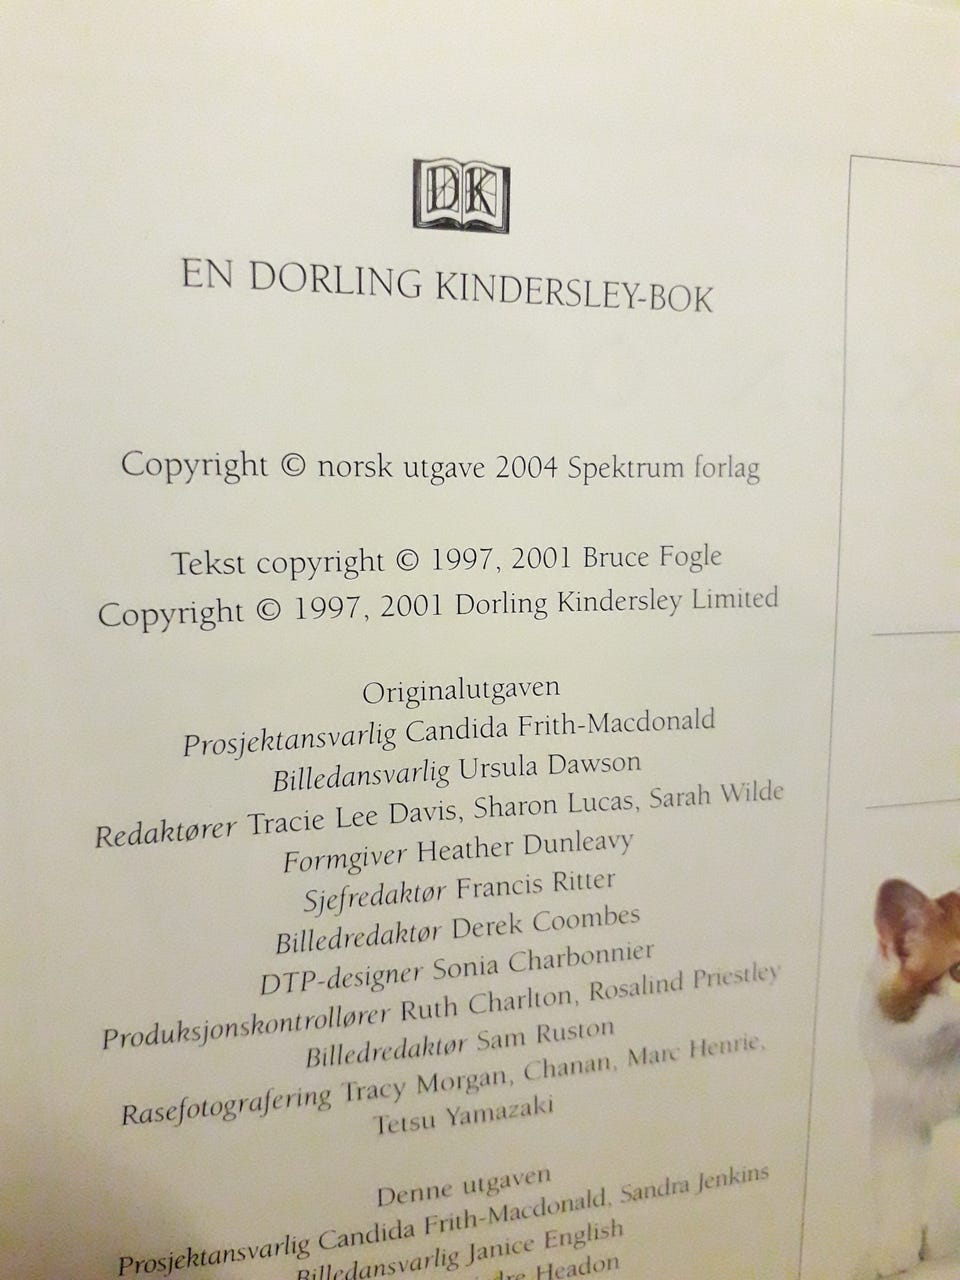 DK
EN DORLING KINDERSLEY-BOK
Copyright © norsk utgave 2004 Spektrum forlag
Tekst copyright © 1997, 2001 Bruce Fogle
Copyright © 1997, 2001 Dorling Kindersley Limited
Originalutgaven
Prosjektansvarlig Candida Frith-Macdonald
Billedansvarlig Ursula Dawson
Redaktører Tracie Lee Davis, Sharon Lucas, Sarah Wilde
Formgiver Heather Dunleavy
Sjefredaktør Francis Ritter
Billedredaktør Derek Coombes
DTP-designer Sonia Charbonnier
Produksjonskontrollører Ruth Charlton, Rosalind Priestley
Billedredaktør Sam Ruston
Rasefotografering Tracy Morgan, Chanan, Marc Henrie,
Tetsu Yamazaki
Denne utgaven
Prosjektansvarlig Candida Frith-Macdonald, Sandra Jenkins
Billedansvarlig Janice English
Headon